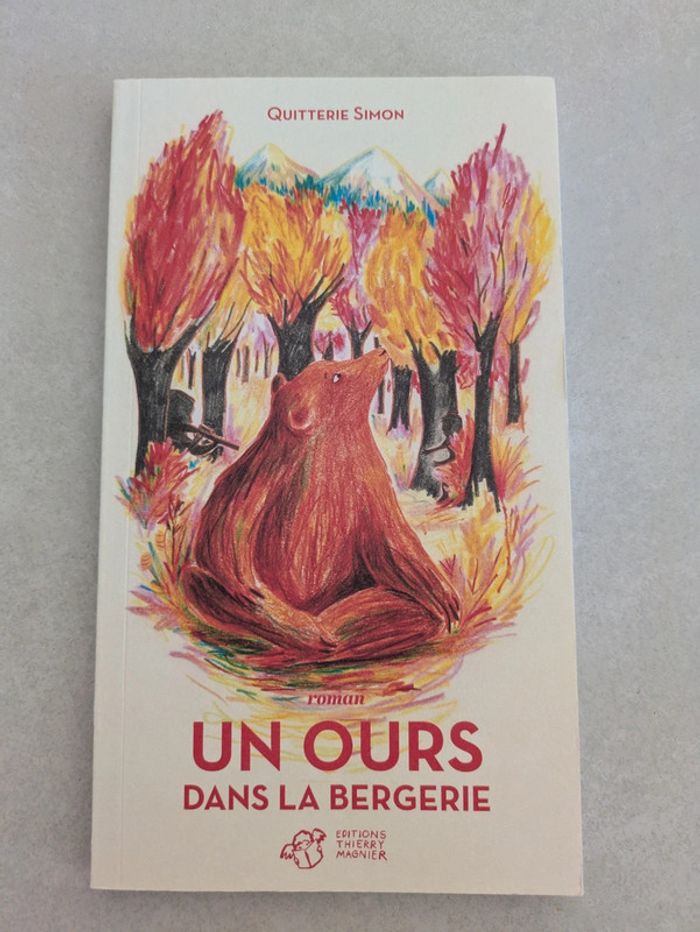 QUITTERIE SIMON
roman
UN OURS
DANS LA BERGERIE
EDITIONS
THIERRY
MAGNIER